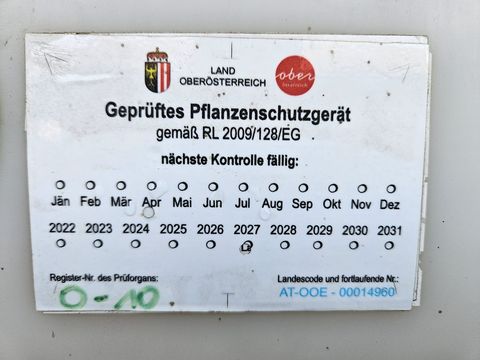 LAND
OBERÖSTERREICH
ober
österreich
Geprüftes Pflanzenschutzgerät
gemäß RL 2009/128/EG
nächste Kontrolle fällig:
Jän Feb Mär Apr Mai Jun Jul Aug Sep Okt Nov Dez
2022 2023 2024 2025 2026 2027 2028 2029 2030 2031
Register-Nr. des Prüforgans:
O-10
Landescode und fortlaufende Nr.:
AT-OOE - 00014960